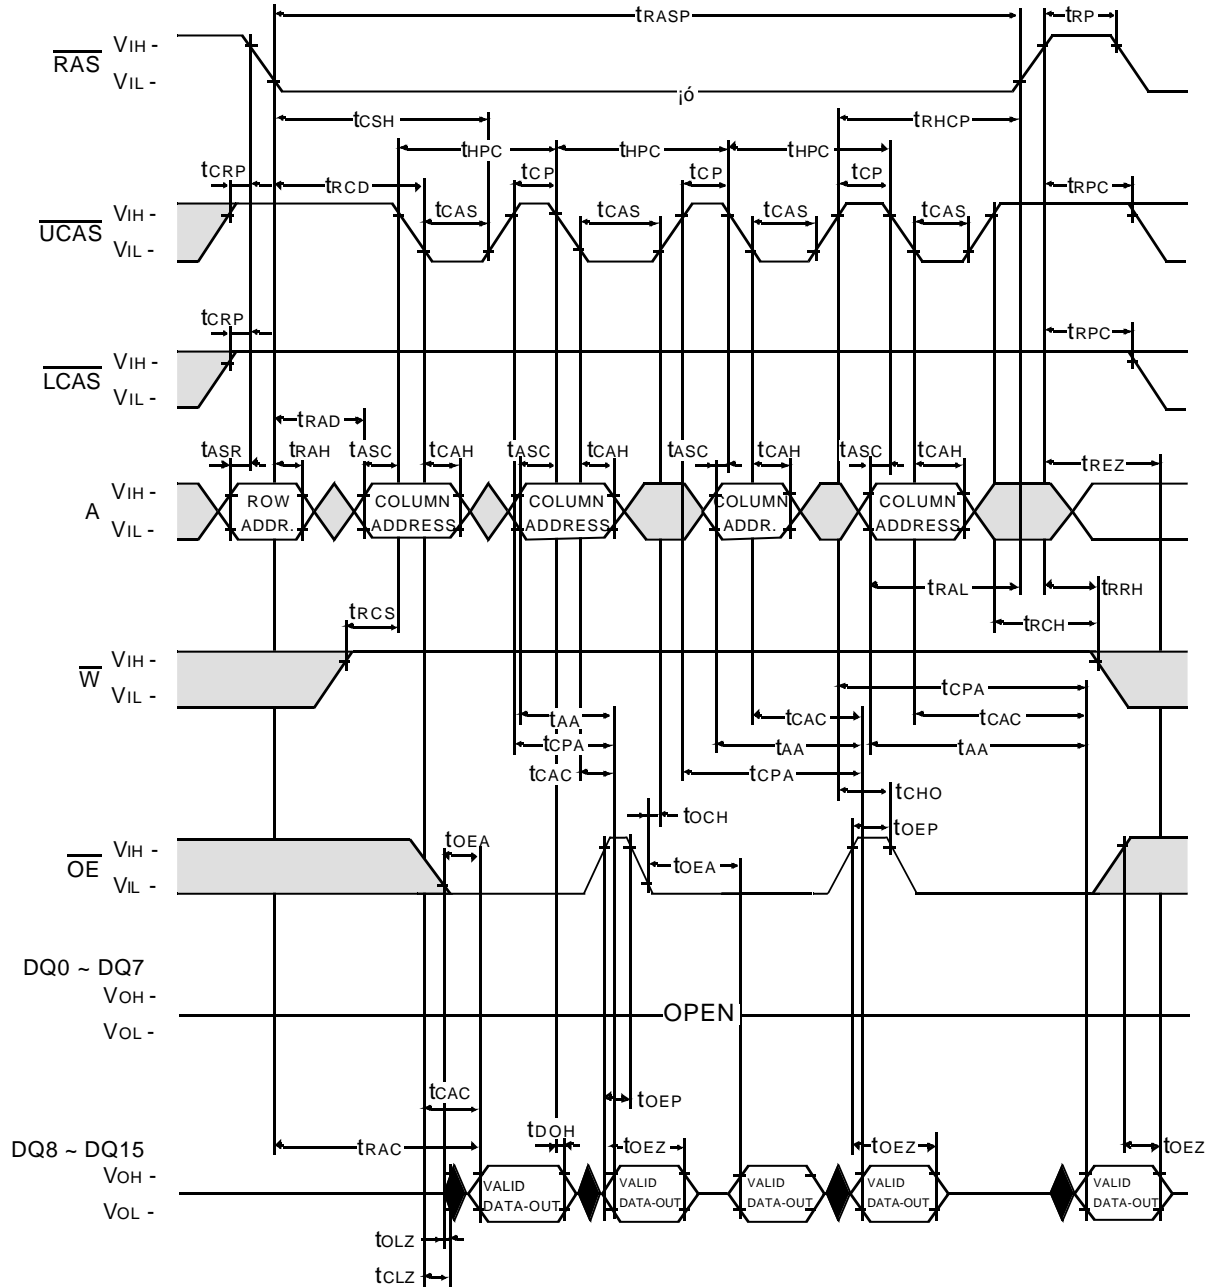 tRASP
tRP
RAS
VIH -
VIL -
¡ó
tCSH
tRHCP
tHPC
tHPC
tHPC
tCRP
tRCD
tCP
tCP
tCP
tRPC
UCAS
VIH -
VIL -
tCAS
tCAS
tCAS
tCAS
tCRP
tRPC
LCAS
VIH -
VIL -
tRAD
tASR
tRAH
tASC
tCAH
tASC
tCAH
tASC
tCAH
tASC
tCAH
tREZ
A
VIH -
VIL -
ROW
ADDR.
COLUMN
ADDRESS
COLUMN
ADDRESS
COLUMN
ADDR.
COLUMN
ADDRESS
tRAL
tRRH
tRCS
tRCH
W
VIH -
VIL -
tCPA
tAA
tCAC
tCAC
tCPA
tAA
tAA
tCAC
tCPA
tCHO
tOCH
tOEP
OE
VIH -
VIL -
tOEA
tOEA
DQ0 ~ DQ7
VOH -
VOL -
OPEN
tCAC
tOEP
tDOH
DQ8 ~ DQ15
tRAC
tOEZ
tOEZ
tOEZ
VOH -
VOL -
VALID
DATA-OUT
VALID
DATA-OUT
VALID
DATA-OUT
VALID
DATA-OUT
VALID
DATA-OUT
tOLZ
tCLZ